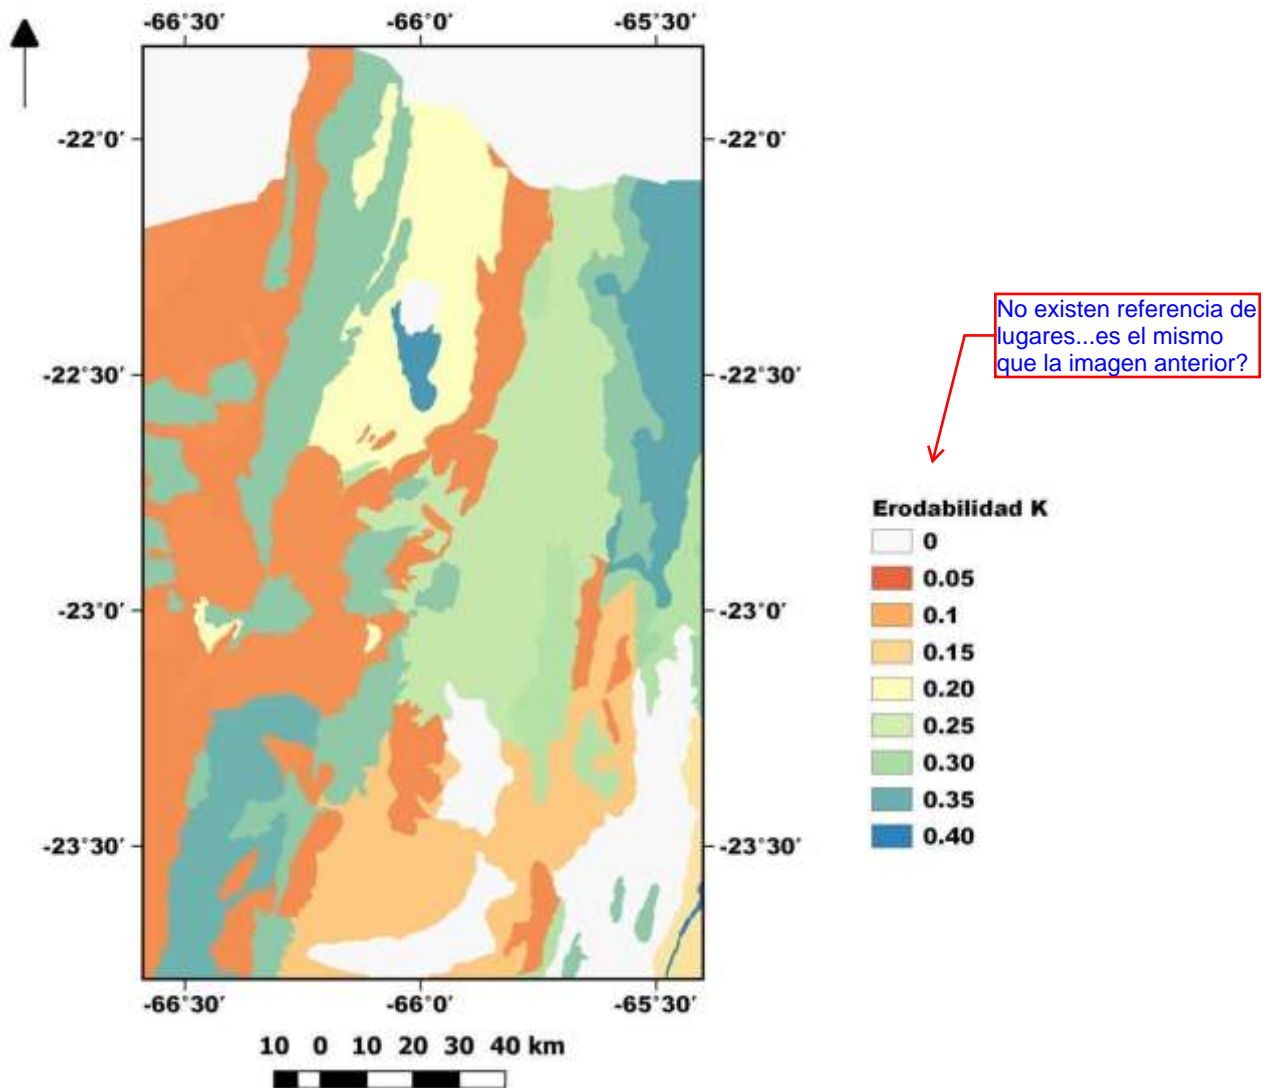 -66˚30’ -66˚0’ -65˚30’
-22˚0’ -22˚0’
No existen referencia de
lugares...es el mismo
que la imagen anterior?
-22˚30’ -22˚30’
Erodabilidad K
0
0.05
0.1
-23˚0’ -23˚0’
0.15
0.20
0.25
0.30
0.35
0.40
-23˚30’ -23˚30’
-66˚30’ -66˚0’ -65˚30’
10 0 10 20 30 40 km